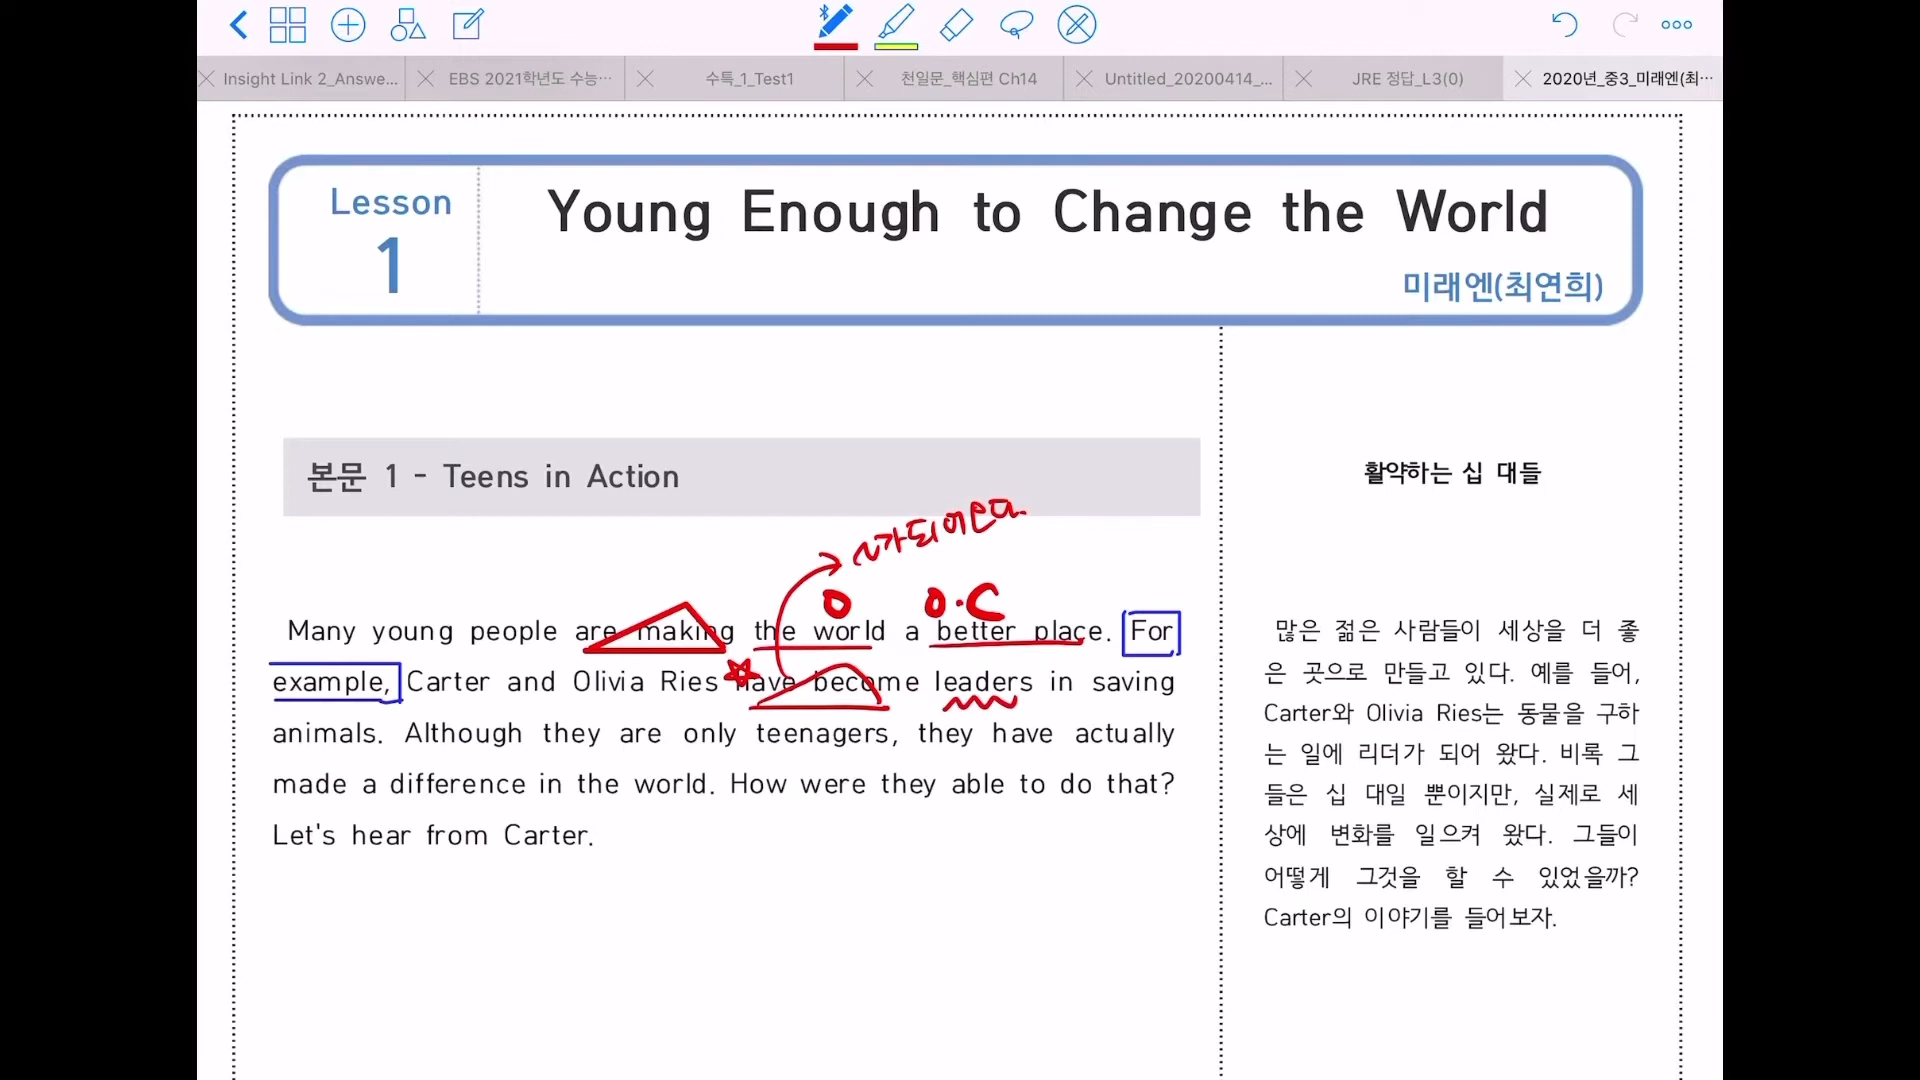 Insight Link 2_Answe...
EBS 2021학년도 수능...
수특_1_Test1
천일문_핵심편 Ch14
Untitled_20200414_...
JRE 정답_L3(0)
2020년_중3_미래엔(최...
Lesson
1
Young Enough to Change the World
미래엔(최연희)
본문 1 - Teens in Action
~가 되어온다.
O O.C
Many young people are making the world a better place. For
example, Carter and Olivia Ries have become leaders in saving
animals. Although they are only teenagers, they have actually
made a difference in the world. How were they able to do that?
Let's hear from Carter.
활약하는 십 대들
많은 젊은 사람들이 세상을 더 좋
은 곳으로 만들고 있다. 예를 들어,
Carter와 Olivia Ries는 동물을 구하
는 일에 리더가 되어 왔다. 비록 그
들은 십 대일 뿐이지만, 실제로 세
상에 변화를 일으켜 왔다. 그들이
어떻게 그것을 할 수 있었을까?
Carter의 이야기를 들어보자.